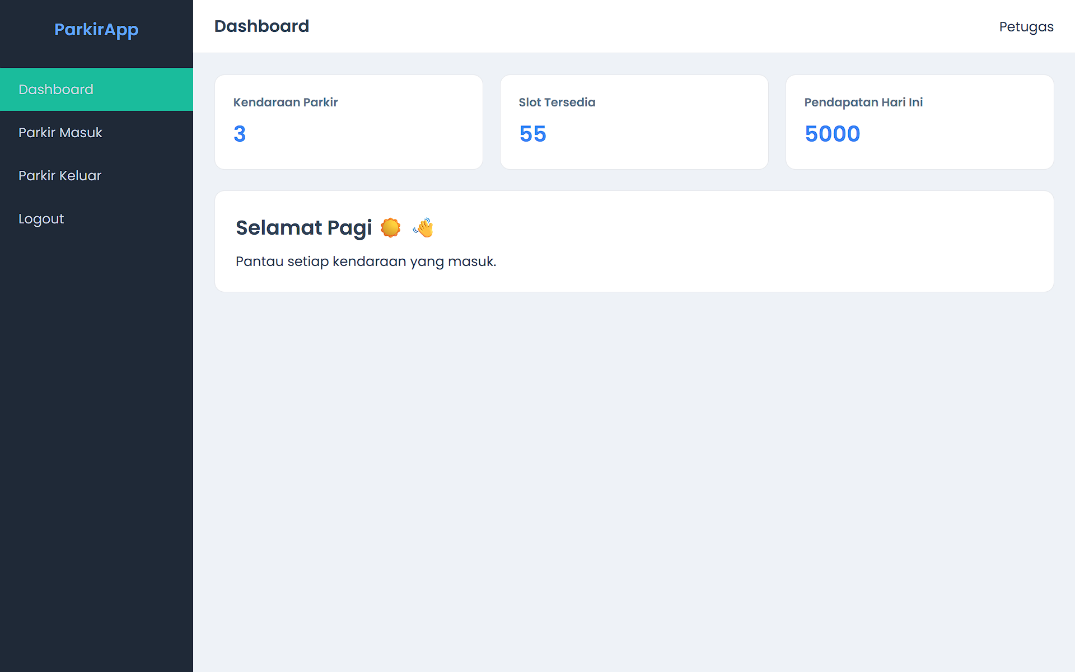 ParkirApp
Dashboard
Parkir Masuk
Parkir Keluar
Logout
Dashboard
Petugas
Kendaraan Parkir
3
Slot Tersedia
55
Pendapatan Hari Ini
5000
Selamat Pagi 🌞 👋
Pantau setiap kendaraan yang masuk.